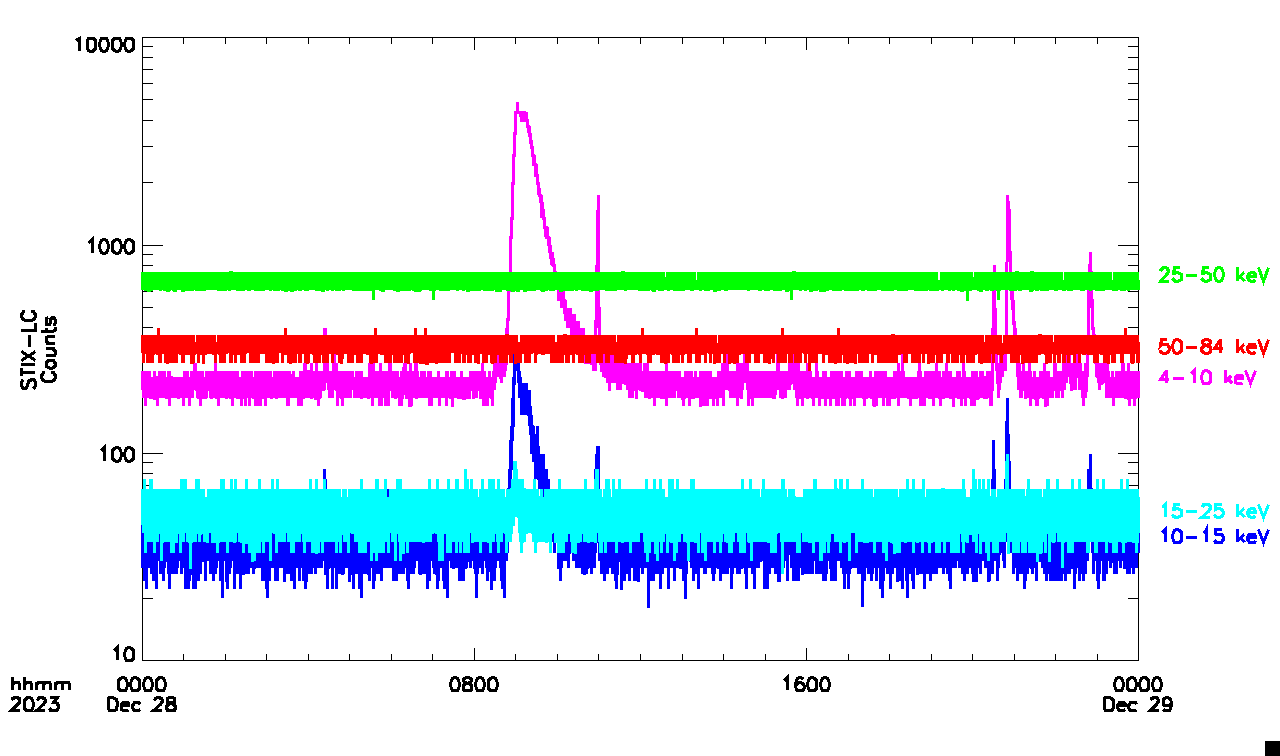 10000
1000
100
10
STIX-LC
Counts
25-50 keV
50-84 keV
4-10 keV
15-25 keV
10-15 keV
hhmm 0000 0800 1600 0000
2023 Dec 28 Dec 29